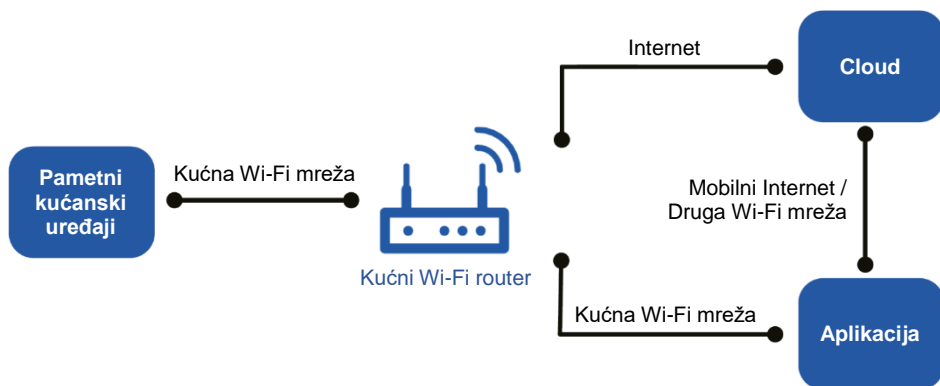 Internet
Cloud
Pametni
kućanski
uređaji
Kućna Wi-Fi mreža
Kućni Wi-Fi router
Mobilni Internet /
Druga Wi-Fi mreža
Kućna Wi-Fi mreža
Aplikacija